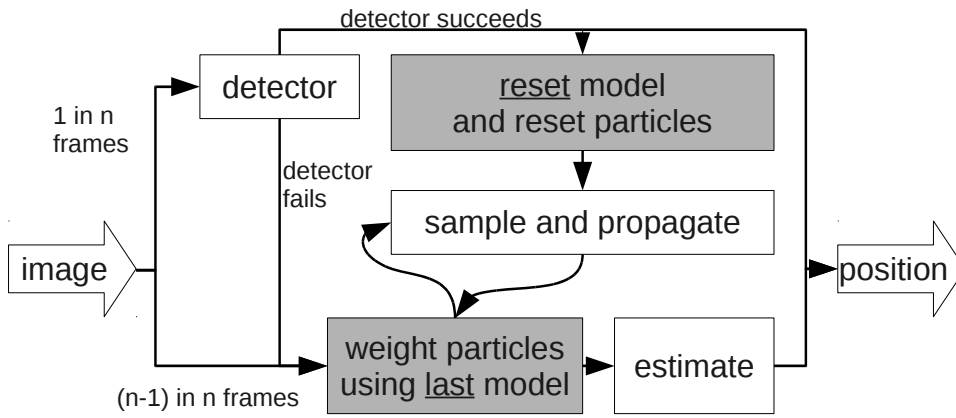 detector succeeds
detector
reset model
and reset particles
1 in n
frames
detector
fails
sample and propagate
image
position
weight particles
using last model
estimate
(n-1) in n frames